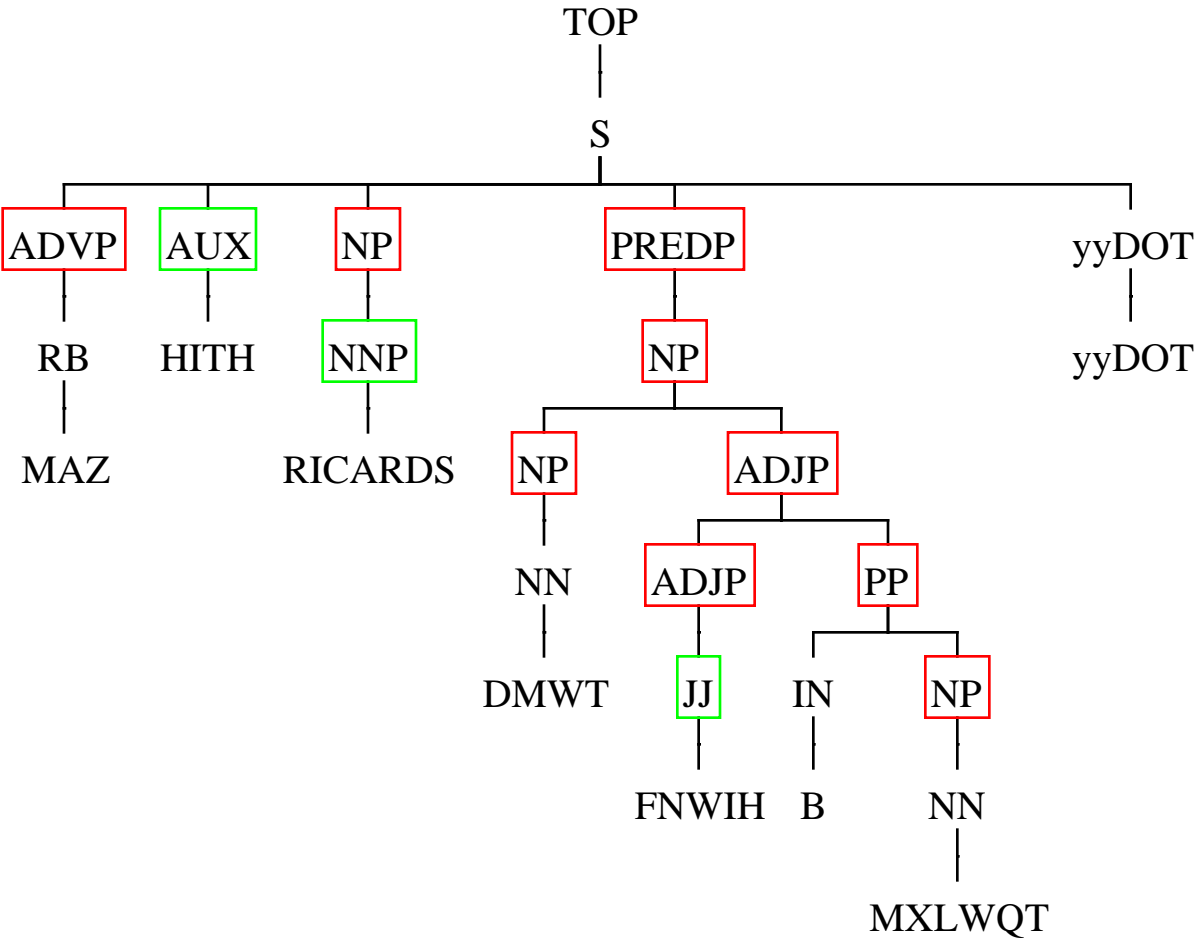 TOP
S
ADVP AUX NP PREDP yyDOT
RB HITH NNP NP yyDOT
MAZ RICARDS NP ADJP
NN ADJP PP
DMWT JJ IN NP
FNWIH B NN
MXLWQT